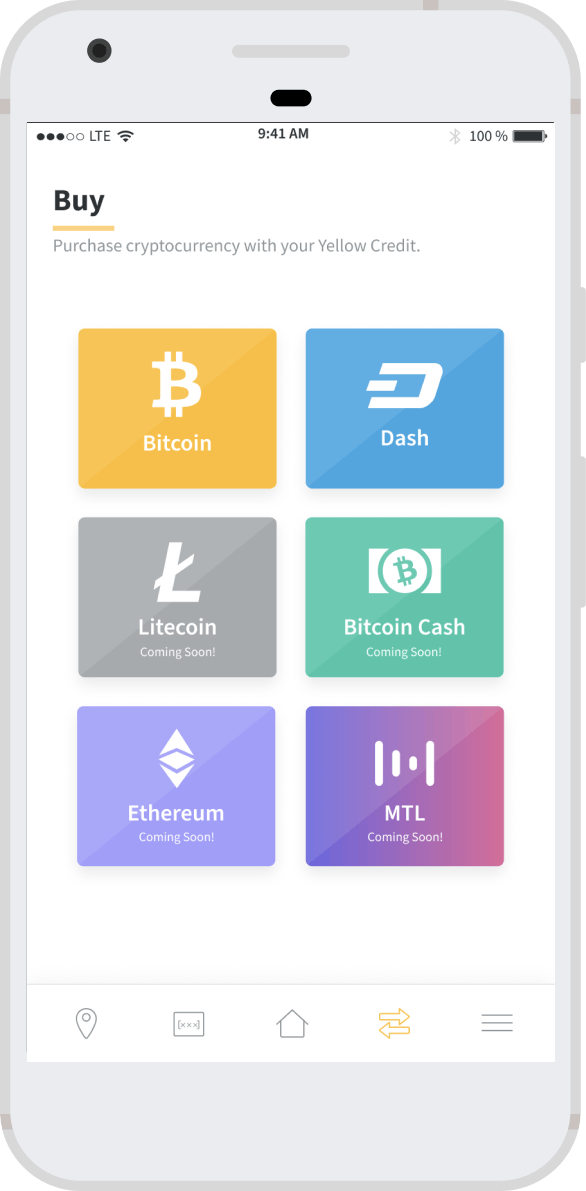 LTE 9:41 AM 100 %
Buy
Purchase cryptocurrency with your Yellow Credit.
Bitcoin
Dash
Litecoin
Coming Soon!
Bitcoin Cash
Coming Soon!
Ethereum
Coming Soon!
MTL
Coming Soon!
[×××]